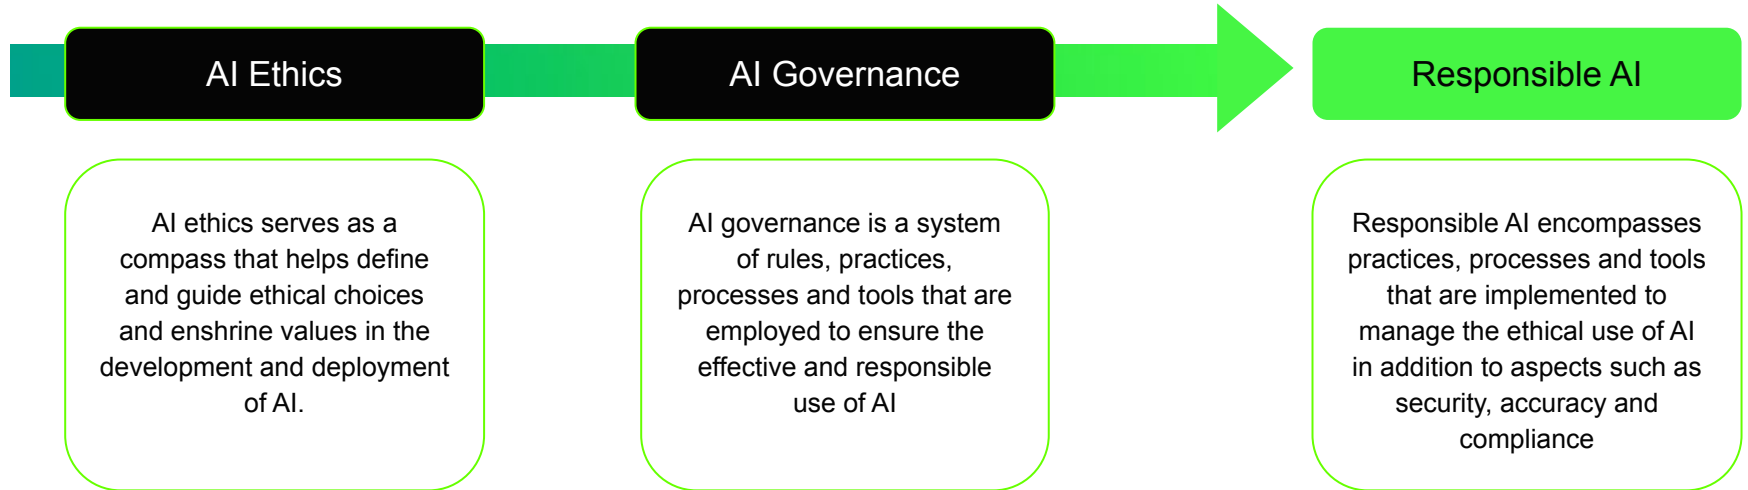 AI Ethics
AI Governance
Responsible AI
AI ethics serves as a
compass that helps define
and guide ethical choices
and enshrine values in the
development and deployment
of AI.
AI governance is a system
of rules, practices,
processes and tools that are
employed to ensure the
effective and responsible
use of AI
Responsible AI encompasses
practices, processes and tools
that are implemented to
manage the ethical use of AI
in addition to aspects such as
security, accuracy and
compliance